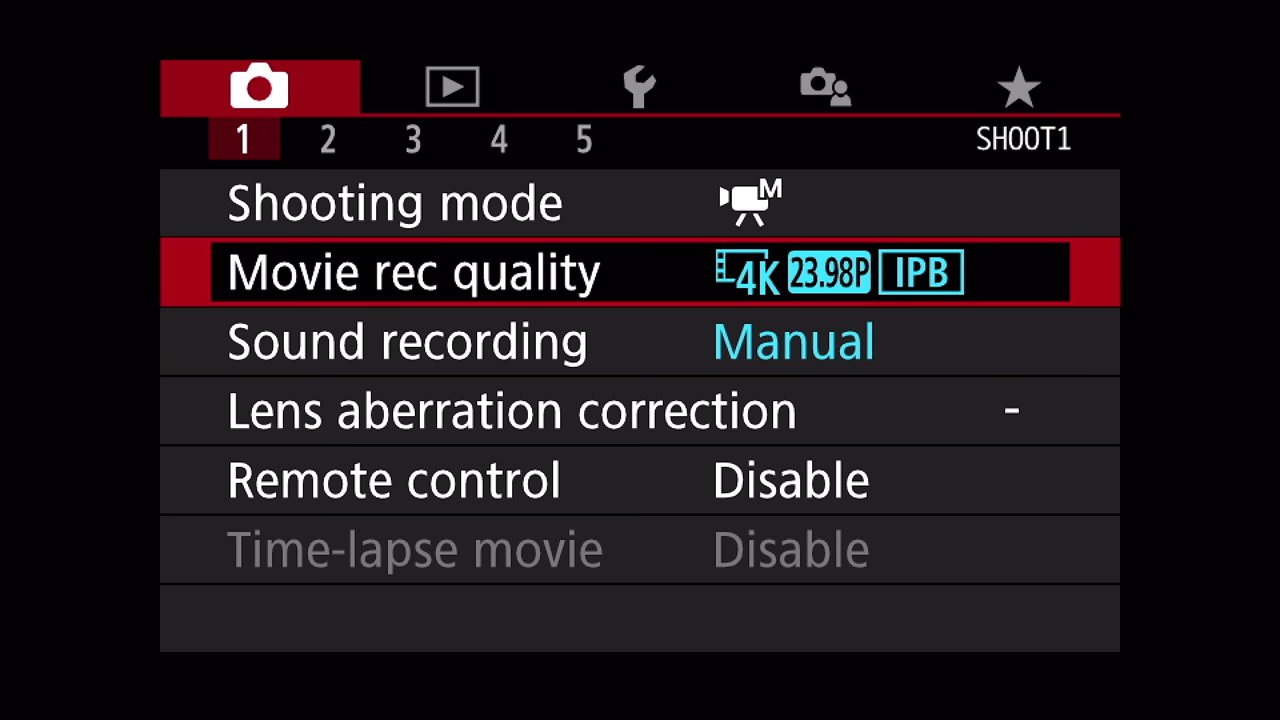 1 2 3 4 5 SHOOT1
Shooting mode M
Movie rec quality 4K 23.98P IPB
Sound recording Manual
Lens aberration correction -
Remote control Disable
Time-lapse movie Disable